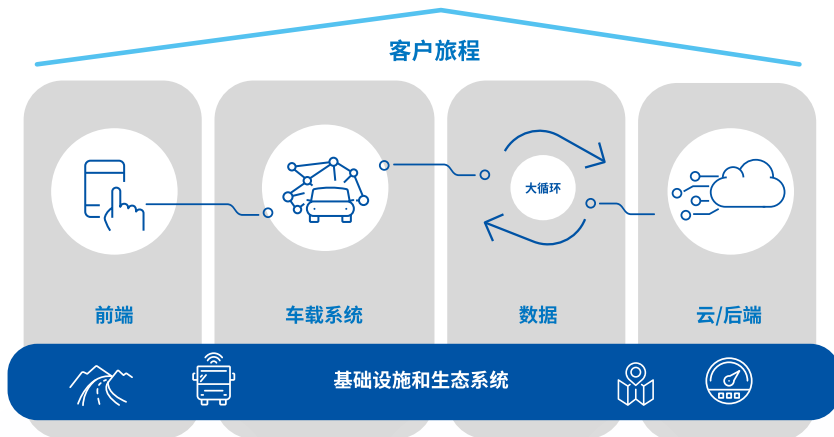 客户旅程
大循环
前端
车载系统
数据
云/后端
基础设施和生态系统